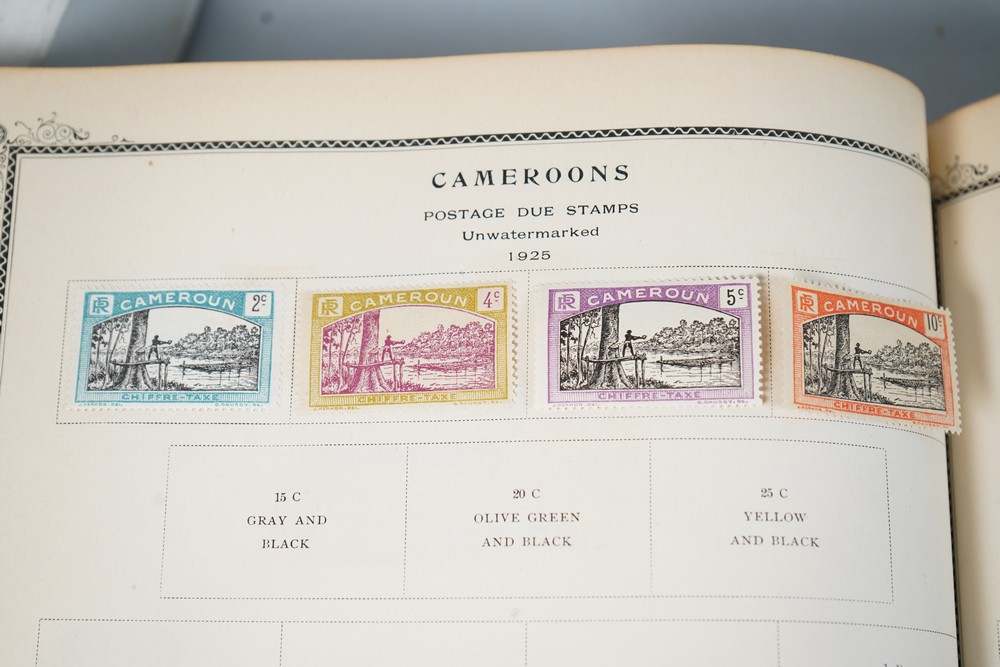 CAMEROONS
POSTAGE DUE STAMPS
Unwatermarked
1925
RF CAMEROUN 2c
CHIFFRE-TAXE
RF CAMEROUN 4c
CHIFFRE-TAXE
RF CAMEROUN 5c
CHIFFRE-TAXE
RF CAMEROUN 10c
CHIFFRE-TAXE
15 C
GRAY AND
BLACK
20 C
OLIVE GREEN
AND BLACK
25 C
YELLOW
AND BLACK